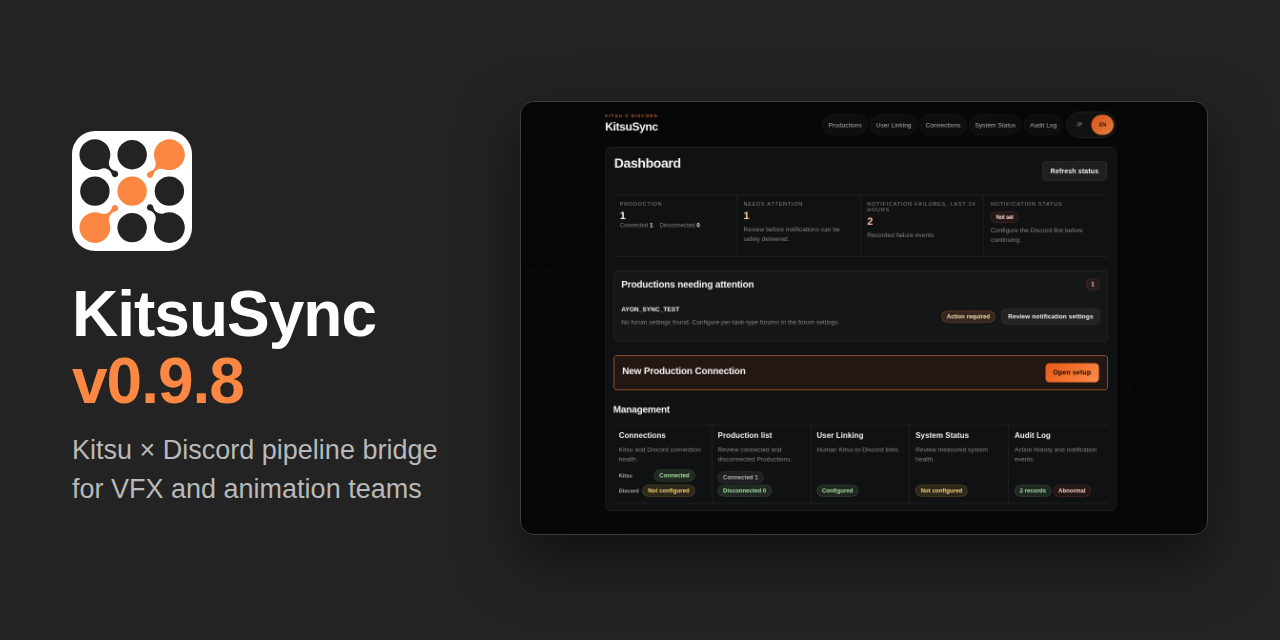 KitsuSync
v0.9.8
Kitsu × Discord pipeline bridge
for VFX and animation teams
KITSU X DISCORD
KitsuSync
Productions
User Linking
Connections
System Status
Audit Log
JP
EN
Dashboard
Refresh status
PRODUCTION
1
Connected 1 Disconnected 0
NEEDS ATTENTION
1
Review before notifications can be
safely delivered.
NOTIFICATION FAILURES, LAST 24
HOURS
2
Recorded failure events
NOTIFICATION STATUS
Not set
Configure the Discord Bot before
continuing.
Productions needing attention
1
AYON_SYNC_TEST
No forum settings found. Configure per-task-type forums in the forum settings.
Action required
Review notification settings
New Production Connection
Open setup
Management
Connections
Kitsu and Discord connection
health.
Kitsu
Connected
Discord
Not configured
Production list
Review connected and
disconnected Productions.
Connected 1
Disconnected 0
User Linking
Human Kitsu-to-Discord links.
Configured
System Status
Review measured system
health.
Not configured
Audit Log
Action history and notification
events.
2 records
Abnormal